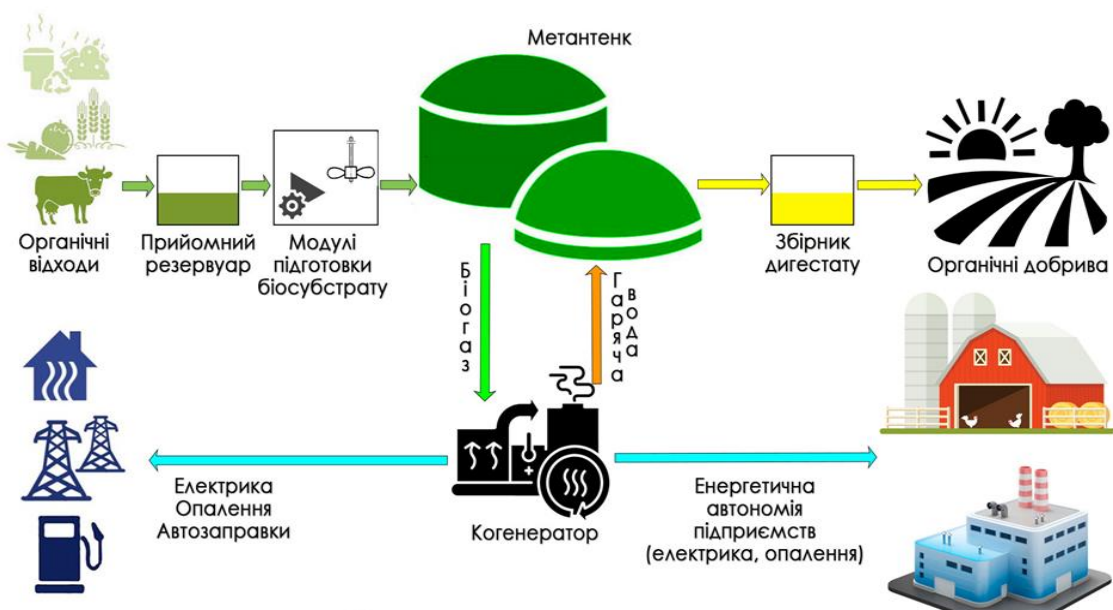 Метантенк
Органічні
відходи
Прийомний
резервуар
Модулі
підготовки
біосубстрату
Збірник
дигестату
Органічні добрива
Біогаз
Гаряча
вода
Електрика
Опалення
Автозаправки
Когенератор
Енергетична
автономія
підприємств
(електрика, опалення)